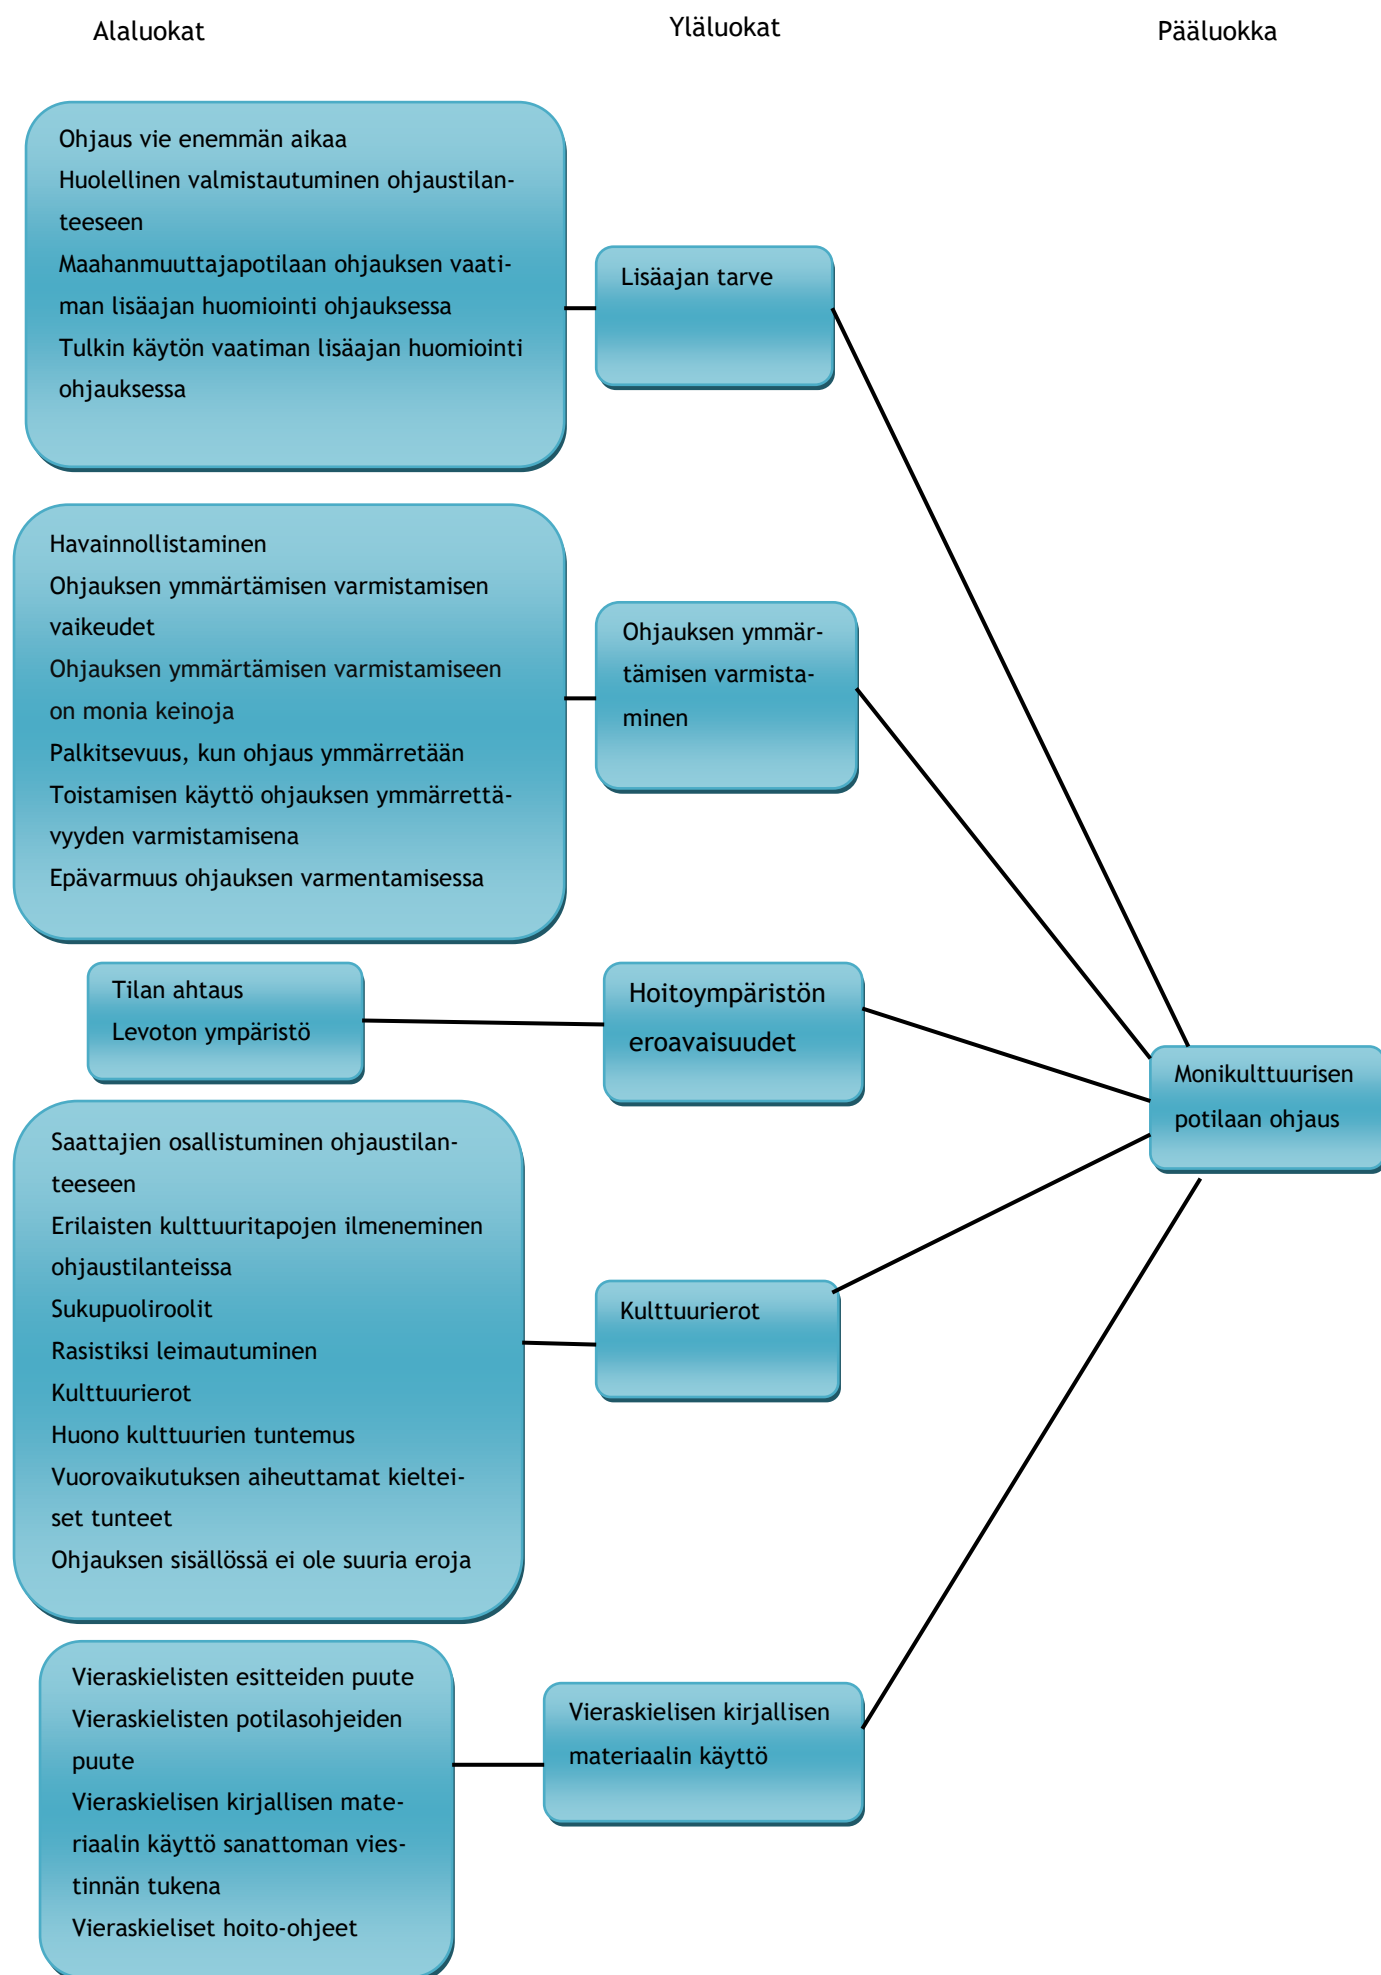 Alaluokat
Yläluokat
Pääluokka
Ohjaus vie enemmän aikaa
Huolellinen valmistautuminen ohjaustilan-
teeseen
Maahanmuuttajapotilaan ohjauksen vaati-
man lisäajan huomiointi ohjauksessa
Tulkin käytön vaatiman lisäajan huomiointi
ohjauksessa
Lisäajan tarve
Havainnollistaminen
Ohjauksen ymmärtämisen varmistamisen
vaikeudet
Ohjauksen ymmärtämisen varmistamiseen
on monia keinoja
Palkitsevuus, kun ohjaus ymmärretään
Toistamisen käyttö ohjauksen ymmärrettä-
vyyden varmistamisena
Epävarmuus ohjauksen varmentamisessa
Ohjauksen ymmär-
tämisen varmista-
minen
Tilan ahtaus
Levoton ympäristö
Hoitoympäristön
eroavaisuudet
Monikulttuurisen
potilaan ohjaus
Saattajien osallistuminen ohjaustilan-
teeseen
Erilaisten kulttuuritapojen ilmeneminen
ohjaustilanteissa
Sukupuoliroolit
Rasistiksi leimautuminen
Kulttuurierot
Huono kulttuurien tuntemus
Vuorovaikutuksen aiheuttamat kieltei-
set tunteet
Ohjauksen sisällössä ei ole suuria eroja
Kulttuurierot
Vieraskielisten esitteiden puute
Vieraskielisten potilasohjeiden
puute
Vieraskielisen kirjallisen mate-
riaalin käyttö sanattoman vies-
tinnän tukena
Vieraskieliset hoito-ohjeet
Vieraskielisen kirjallisen
materiaalin käyttö